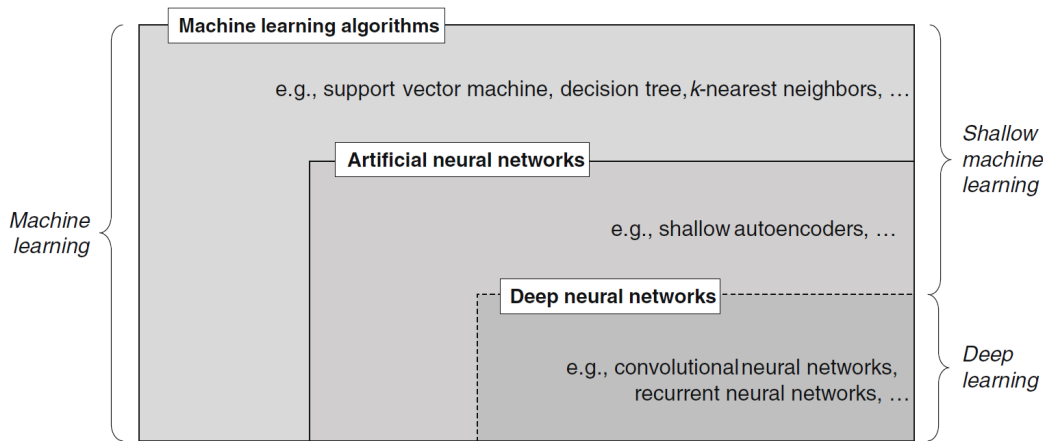 Machine learning algorithms
e.g., support vector machine, decision tree, k-nearest neighbors, …
Artificial neural networks
Shallow
machine
learning
Machine
learning
e.g., shallow autoencoders, …
Deep neural networks
e.g., convolutional neural networks,
recurrent neural networks, …
Deep
learning